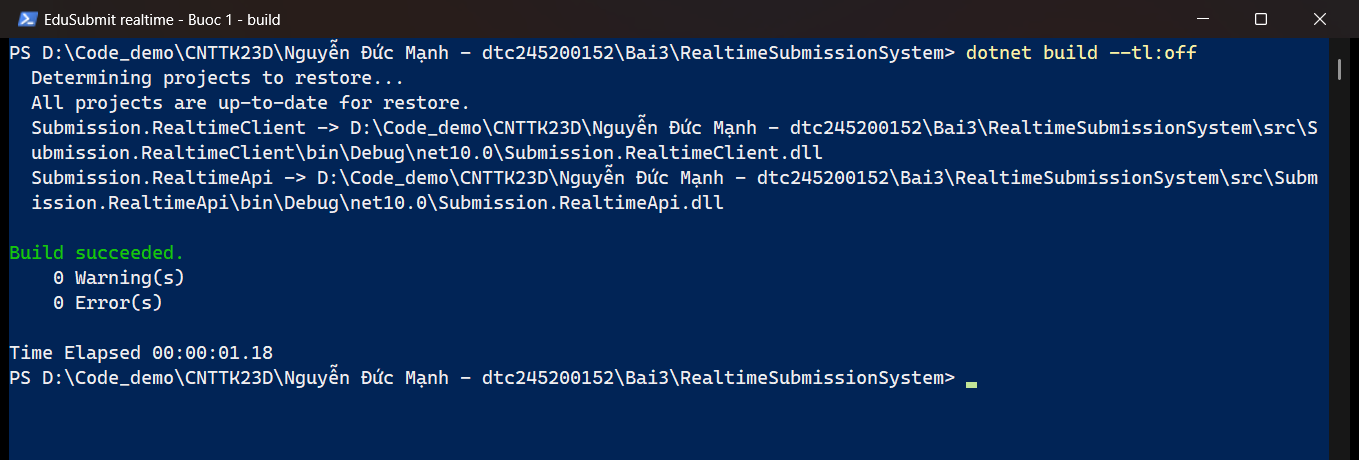 EduSubmit realtime - Buoc 1 - build
PS D:\Code_demo\CNTTK23D\Nguyễn Đức Mạnh - dtc245200152\Bai3\RealtimeSubmissionSystem> dotnet build --tl:off
Determining projects to restore...
All projects are up-to-date for restore.
Submission.RealtimeClient -> D:\Code_demo\CNTTK23D\Nguyễn Đức Mạnh - dtc245200152\Bai3\RealtimeSubmissionSystem\src\S
ubmission.RealtimeClient\bin\Debug\net10.0\Submission.RealtimeClient.dll
Submission.RealtimeApi -> D:\Code_demo\CNTTK23D\Nguyễn Đức Mạnh - dtc245200152\Bai3\RealtimeSubmissionSystem\src\Subm
ission.RealtimeApi\bin\Debug\net10.0\Submission.RealtimeApi.dll
Build succeeded.
0 Warning(s)
0 Error(s)
Time Elapsed 00:00:01.18
PS D:\Code_demo\CNTTK23D\Nguyễn Đức Mạnh - dtc245200152\Bai3\RealtimeSubmissionSystem>